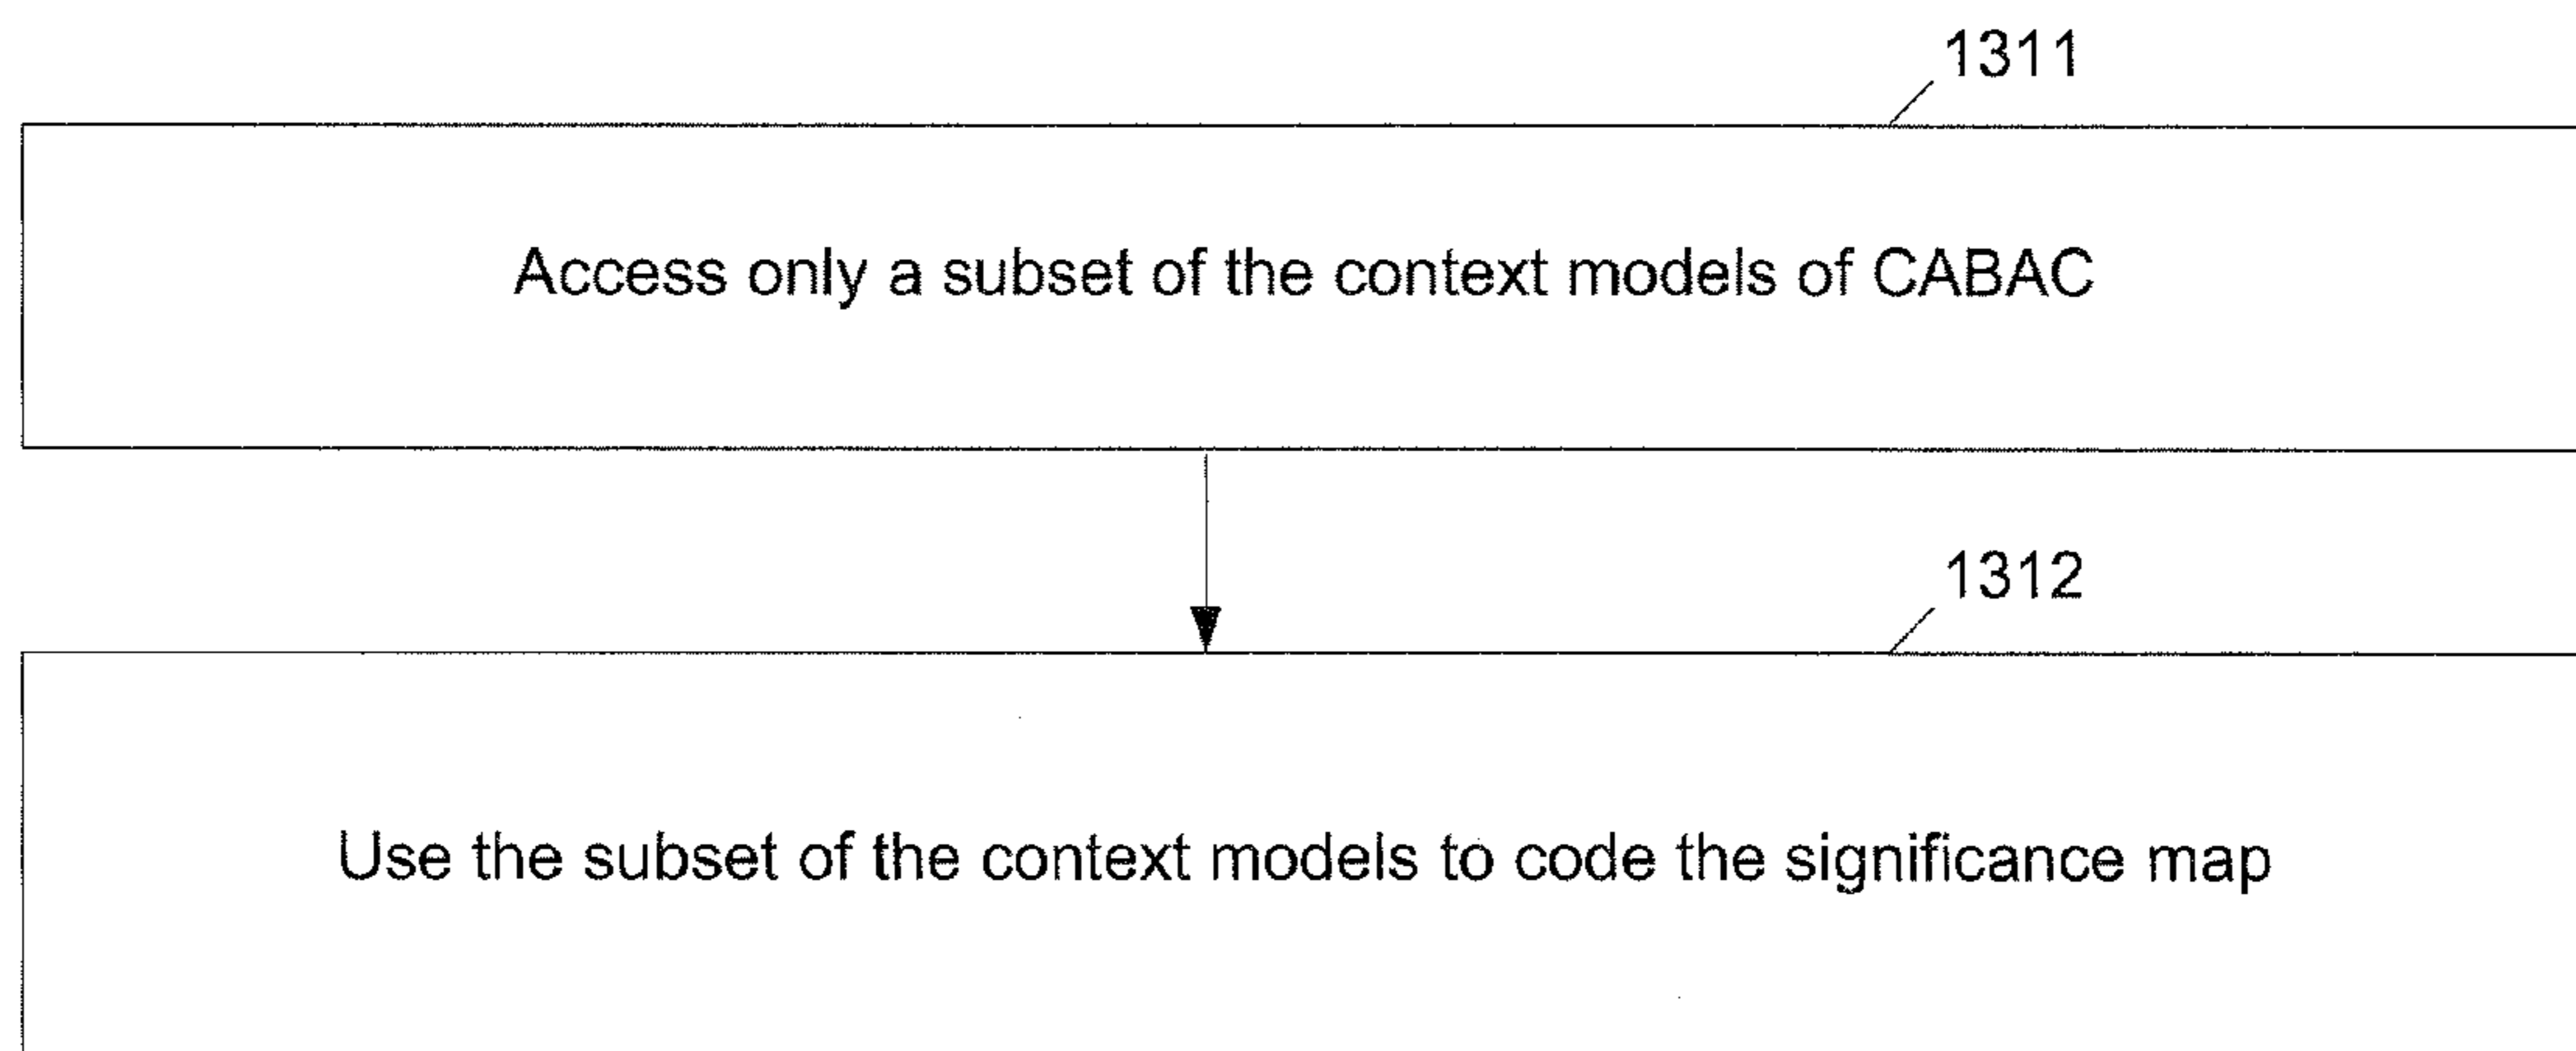 1311
Access only a subset of the context models of CABAC
1312
Use the subset of the context models to code the significance map